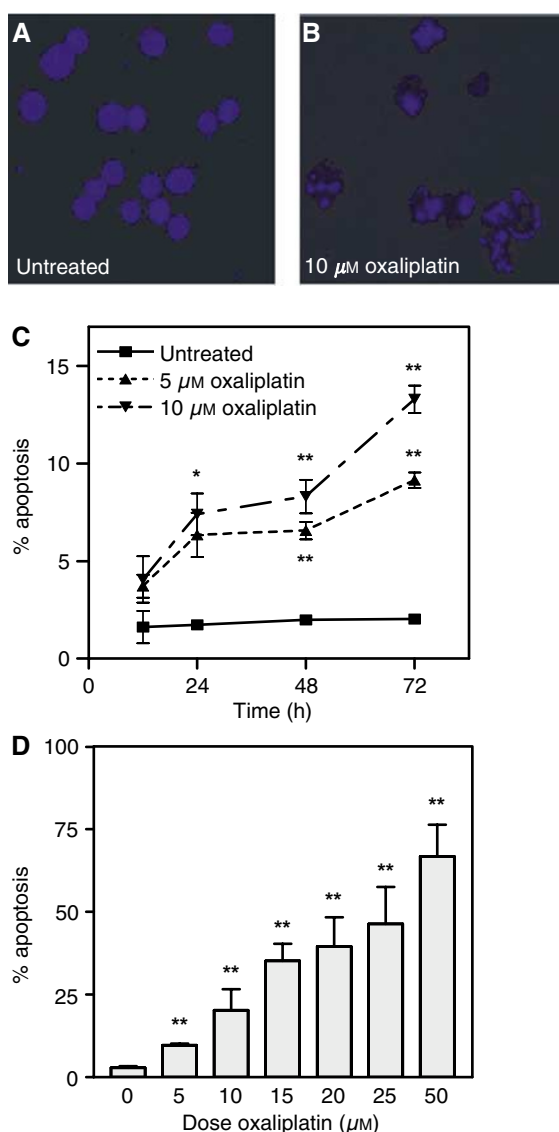 A
B
Untreated
10 µM oxaliplatin
C
Untreated
5 µM oxaliplatin
10 µM oxaliplatin
15
10
5
0
% apoptosis
*
**
**
**
**
0 24 48 72
Time (h)
D
100
75
50
25
0
% apoptosis
**
**
**
**
**
**
0 5 10 15 20 25 50
Dose oxaliplatin (µM)